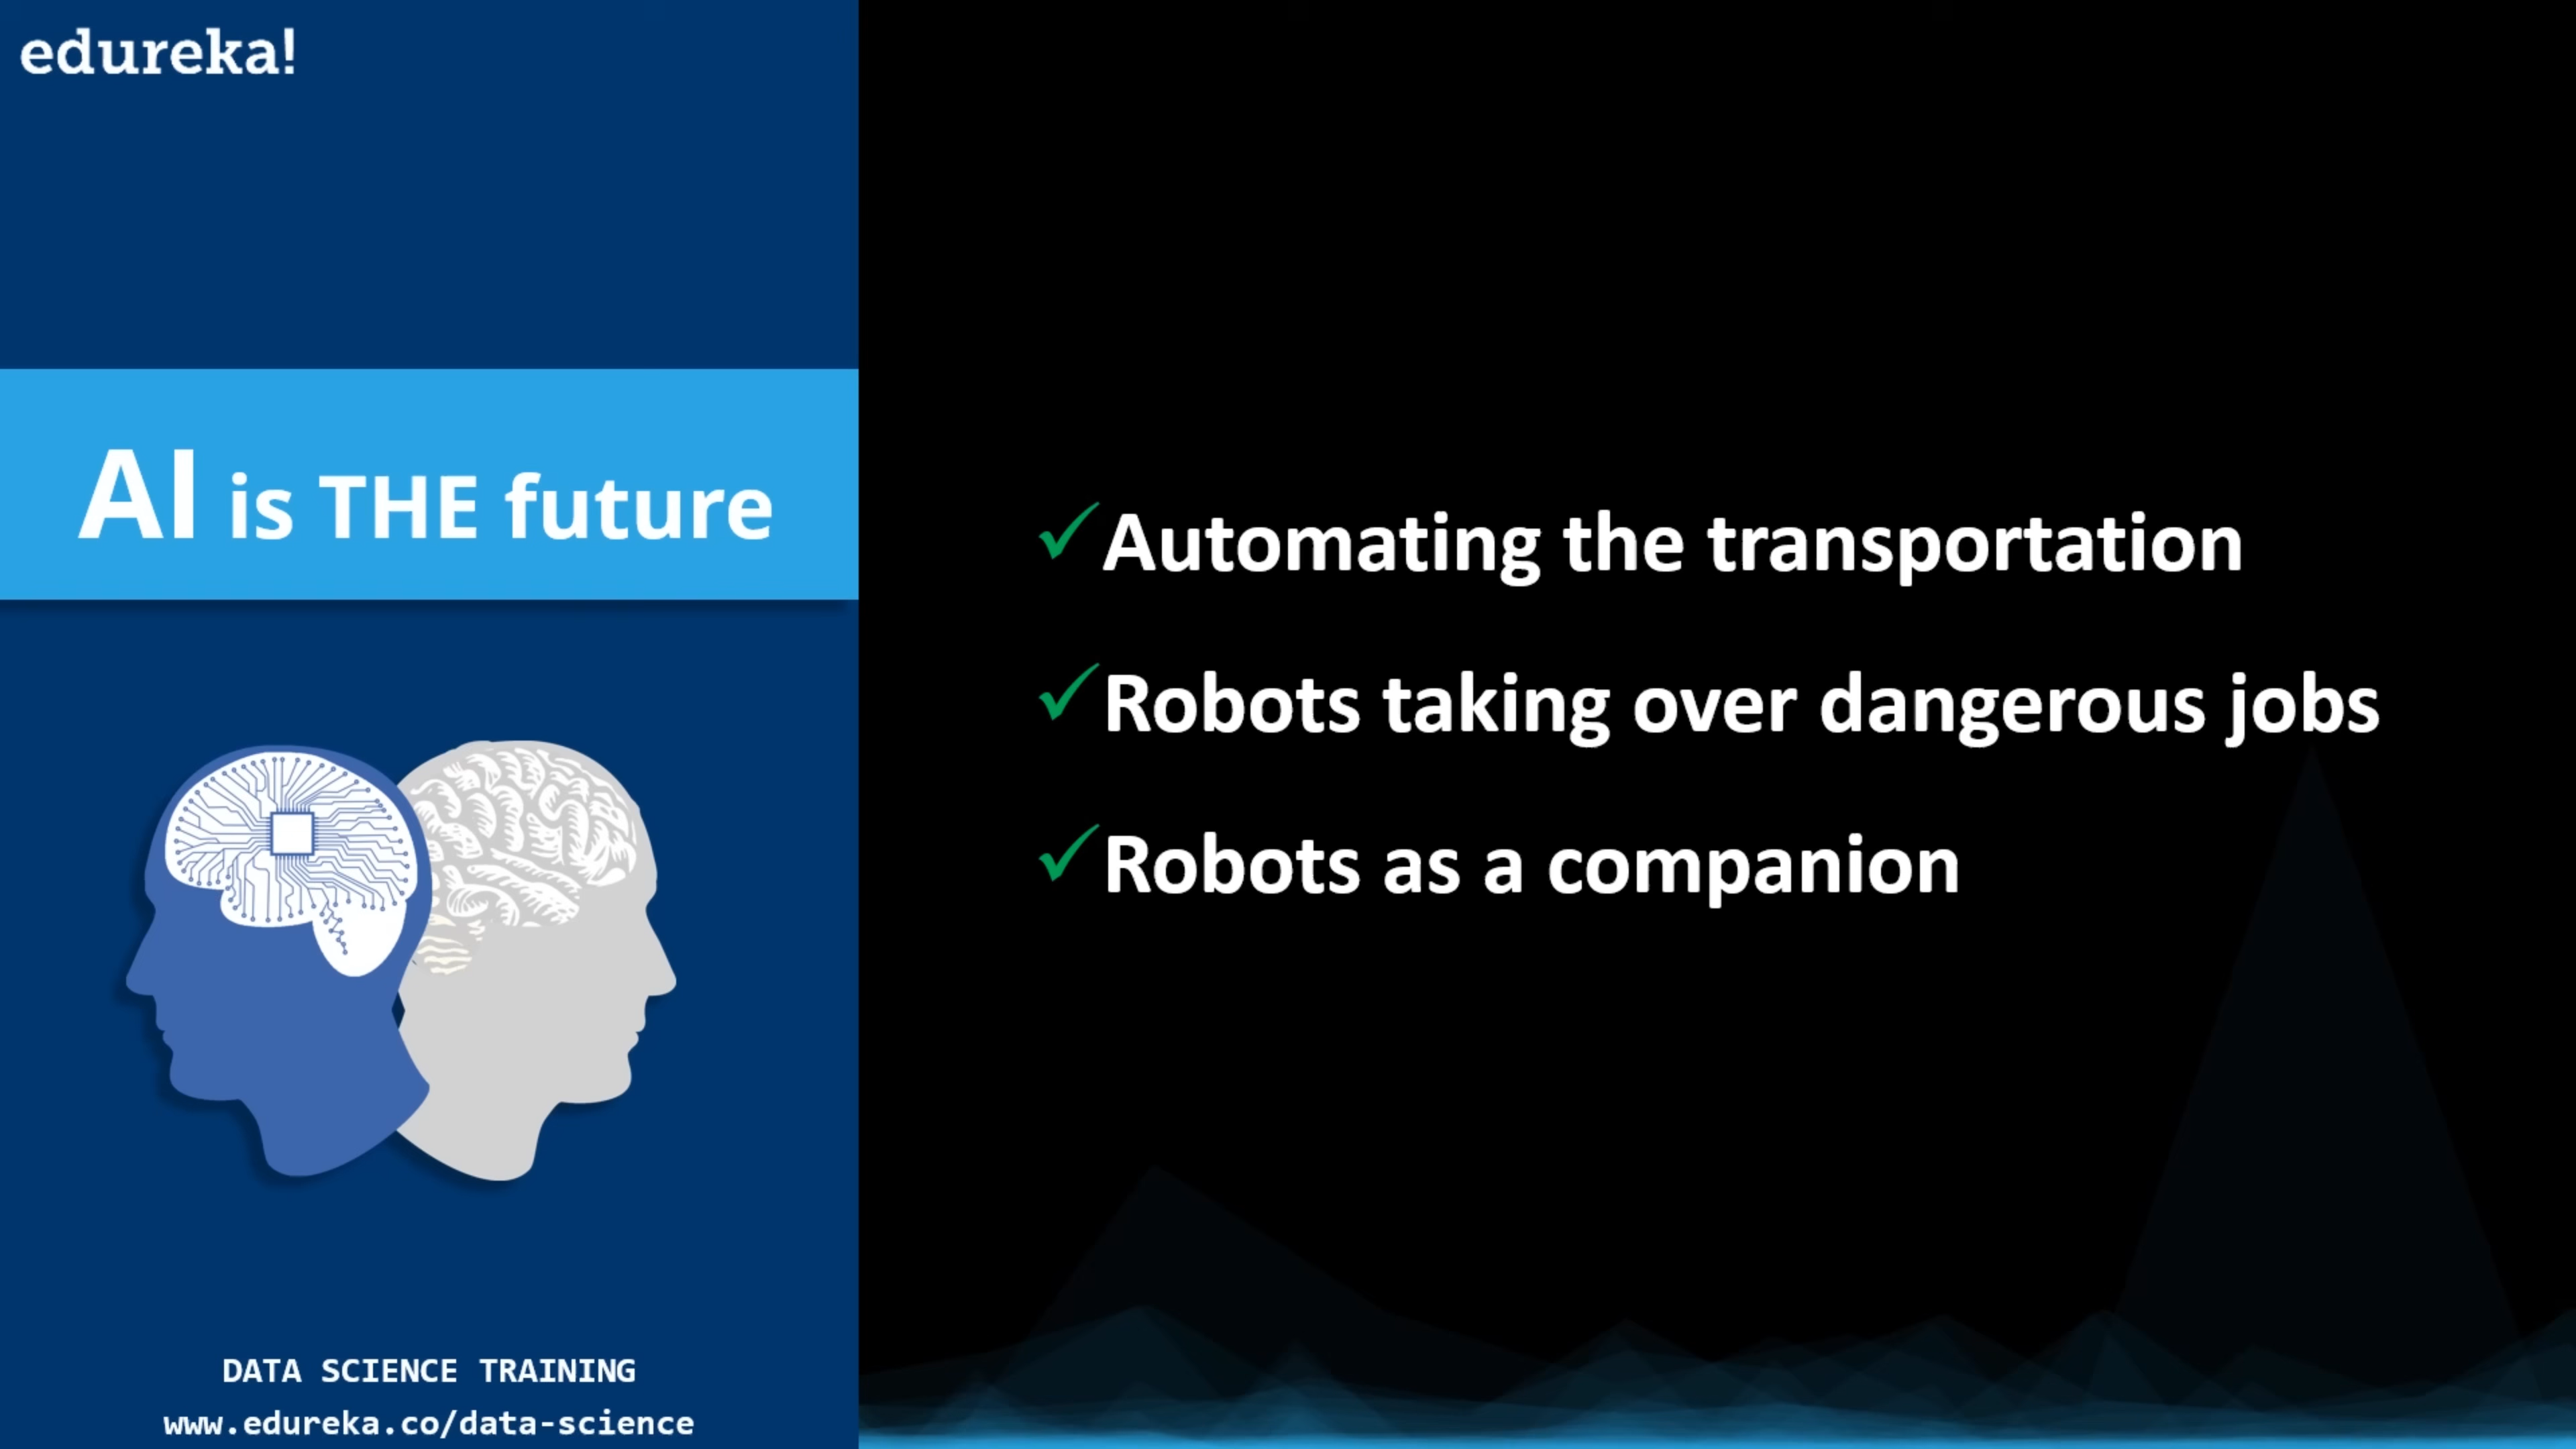 edureka!
AI is THE future
DATA SCIENCE TRAINING
www.edureka.co/data-science
Automating the transportation
Robots taking over dangerous jobs
Robots as a companion